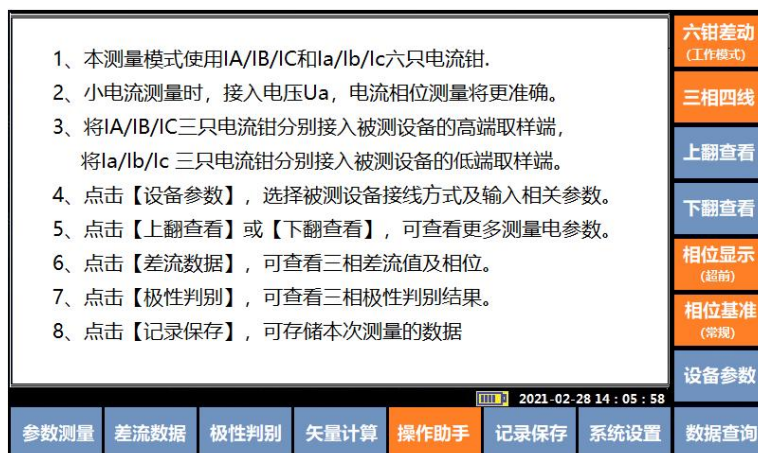 1、本测量模式使用IA/IB/IC和Ia/Ib/Ic六只电流钳.
2、小电流测量时，接入电压Ua，电流相位测量将更准确。
3、将IA/IB/IC三只电流钳分别接入被测设备的高端取样端，
将Ia/Ib/Ic 三只电流钳分别接入被测设备的低端取样端。
4、点击【设备参数】，选择被测设备接线方式及输入相关参数。
5、点击【上翻查看】或【下翻查看】，可查看更多测量电参数。
6、点击【差流数据】，可查看三相差流值及相位。
7、点击【极性判别】，可查看三相极性判别结果。
8、点击【记录保存】，可存储本次测量的数据
六钳差动
(工作模式)
三相四线
上翻查看
下翻查看
相位显示
(超前)
相位基准
(常规)
设备参数
2021-02-28 14：05：58
参数测量 差流数据 极性判别 矢量计算 操作助手 记录保存 系统设置 数据查询